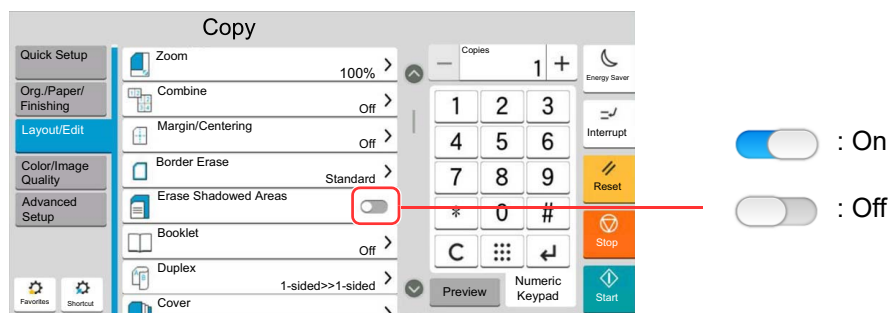 Copy
Quick Setup
Org./Paper/
Finishing
Layout/Edit
Color/Image
Quality
Advanced
Setup
Favorites
Shortcut
Zoom
100%
Combine
Off
Margin/Centering
Off
Border Erase
Standard
Erase Shadowed Areas
Booklet
Off
Duplex
1-sided>>1-sided
Cover
Copies
1
1 2 3
4 5 6
7 8 9
* 0 #
C
Preview
Numeric
Keypad
Energy Saver
Interrupt
Reset
Stop
Start
: On
: Off